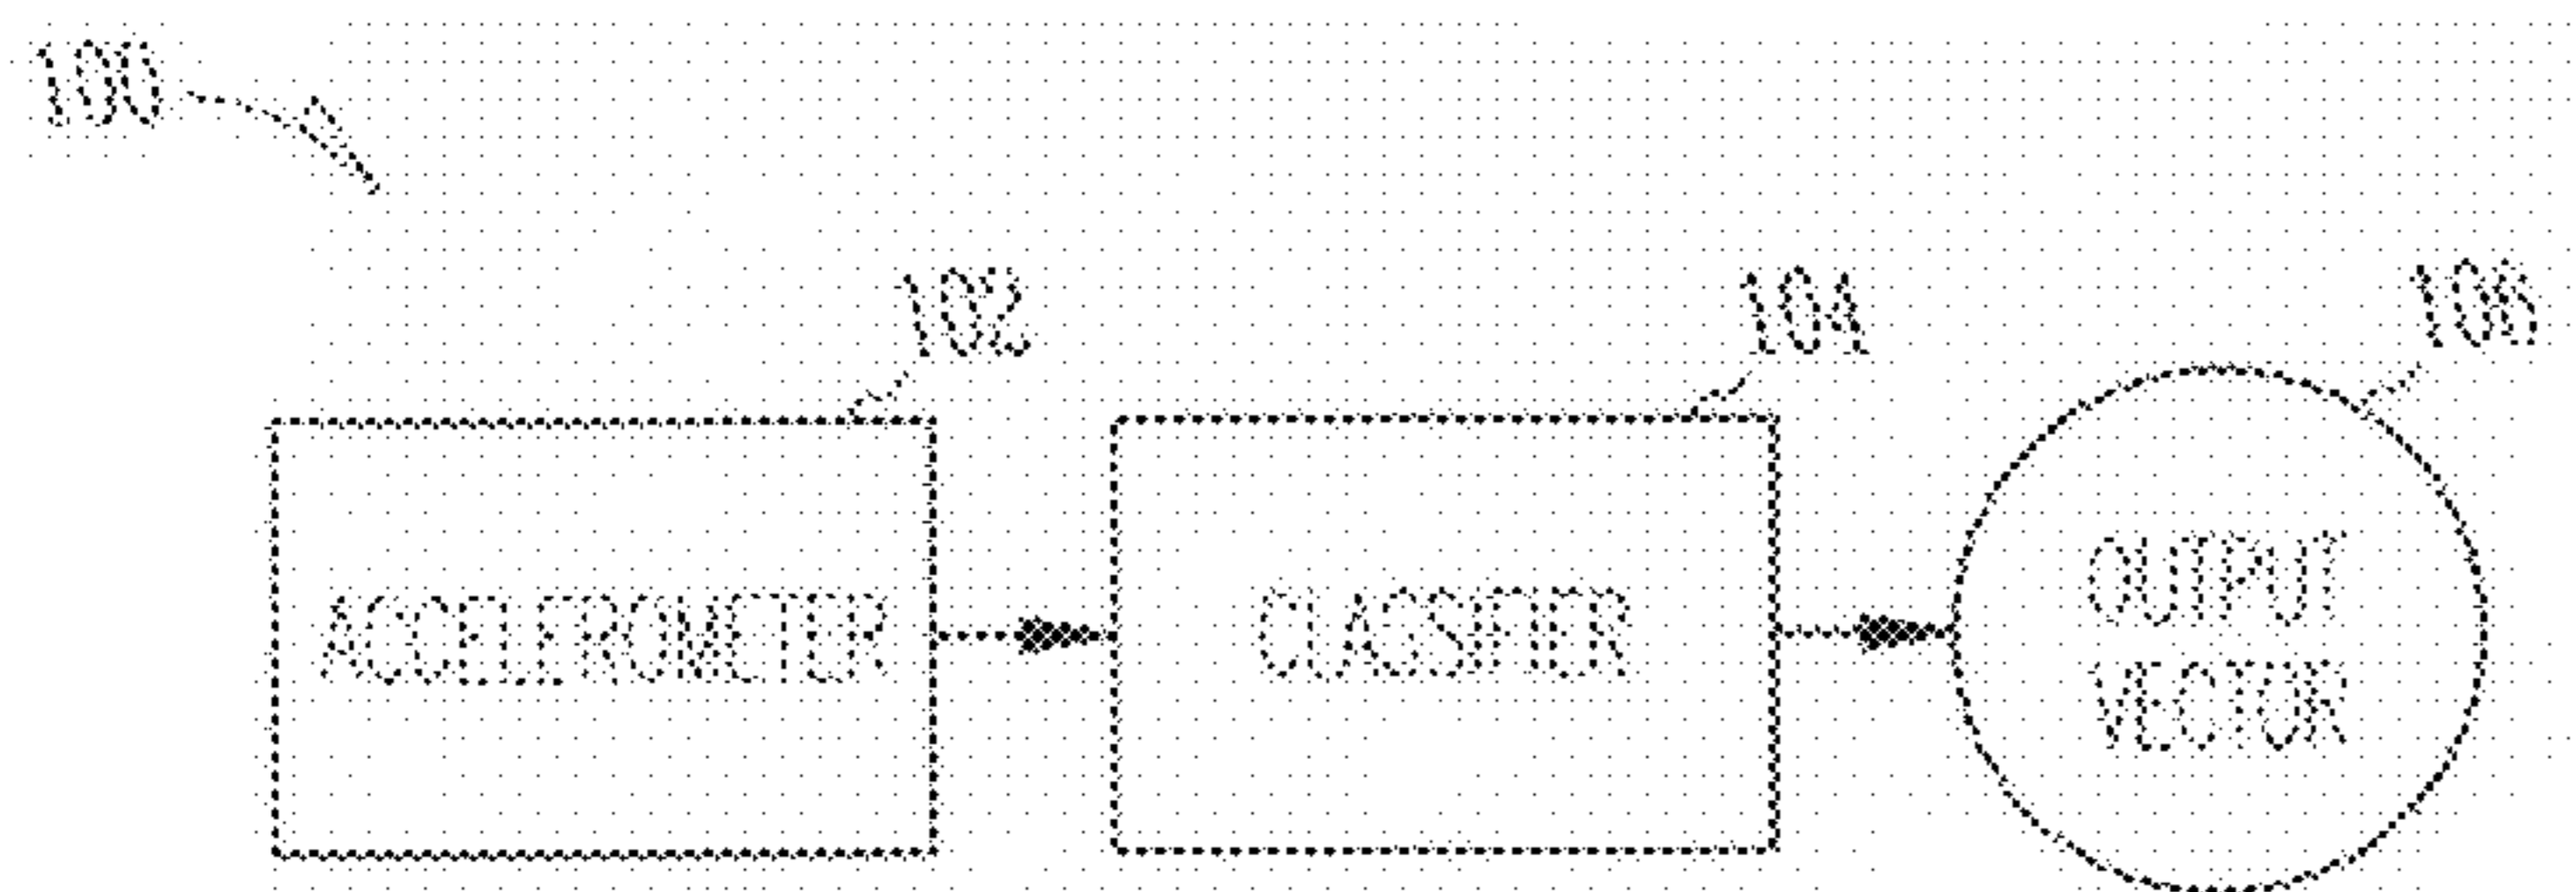 100
102
104
106
ACCELEROMETER
CLASSIFIER
OUTPUT
VECTOR